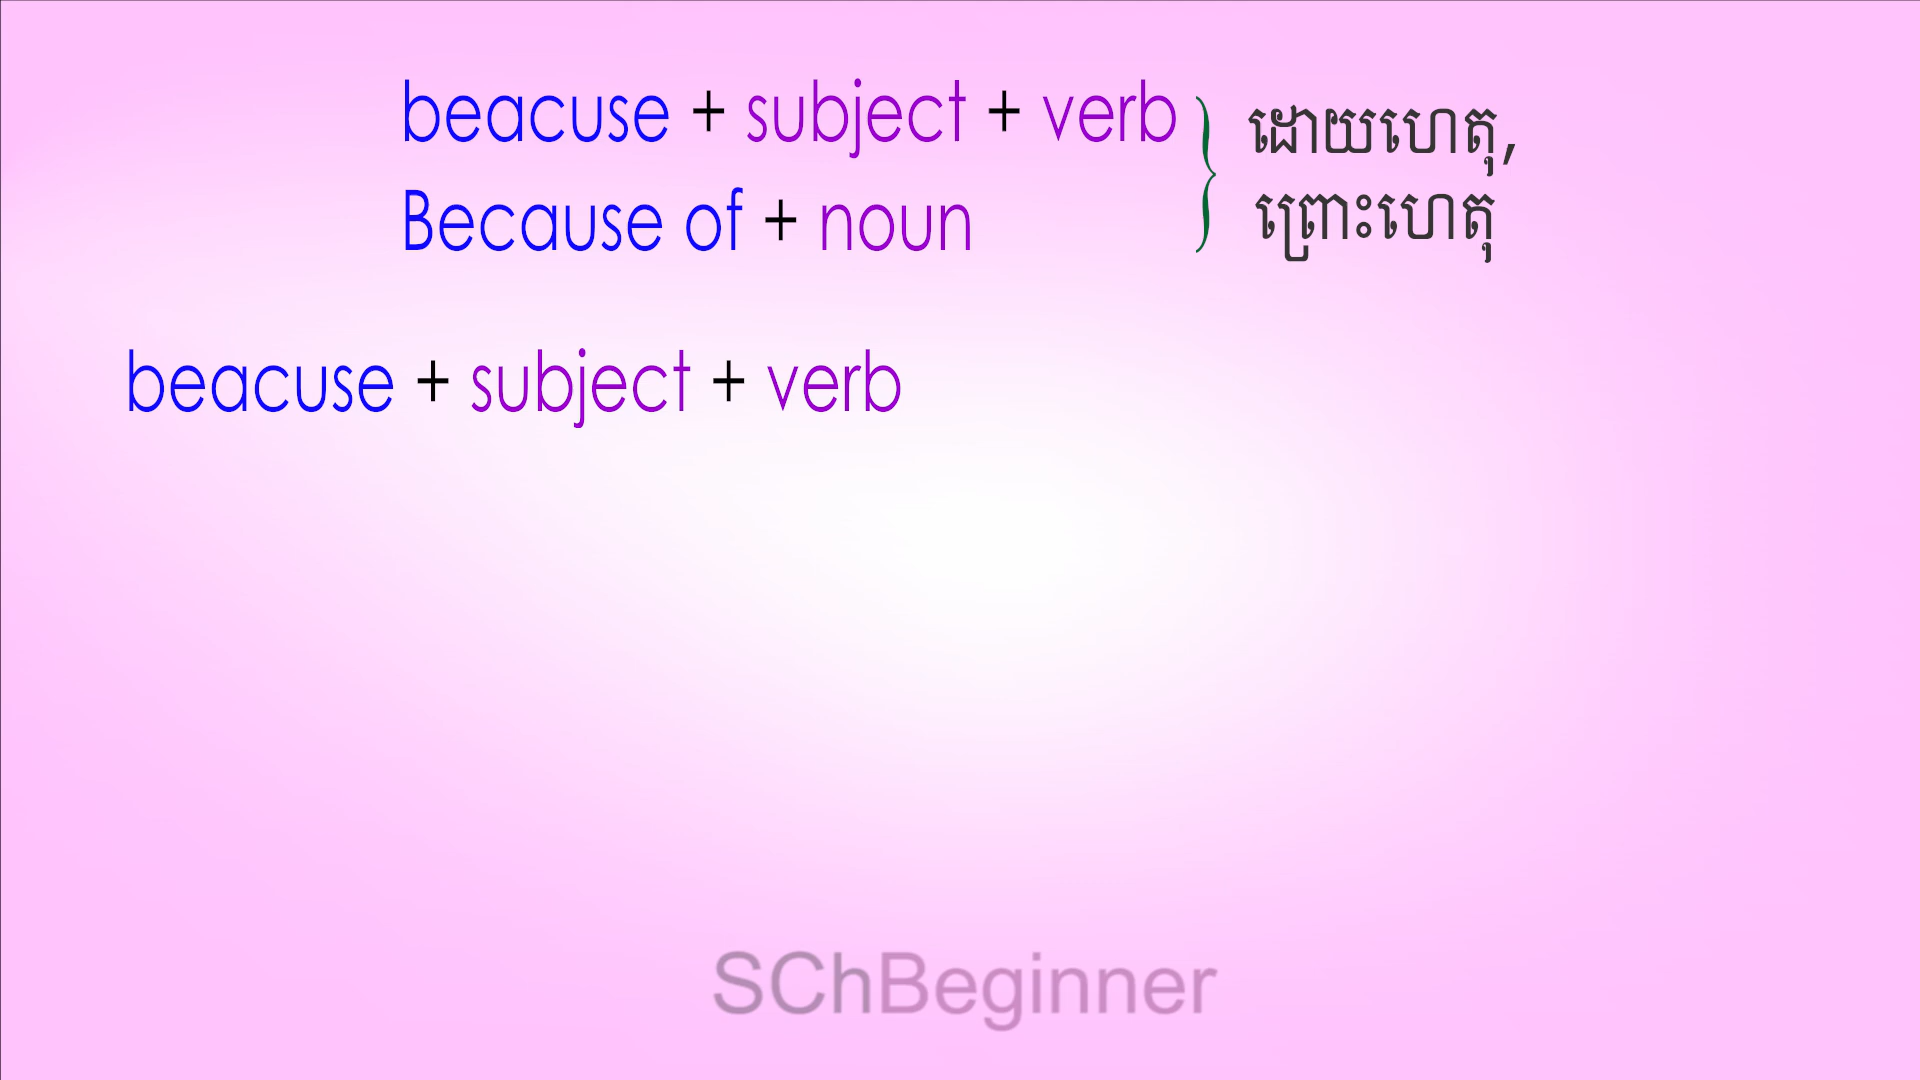 beacuse + subject + verb } ដោយហេតុ,
Because of + noun ព្រោះហេតុ
beacuse + subject + verb
SChBeginner